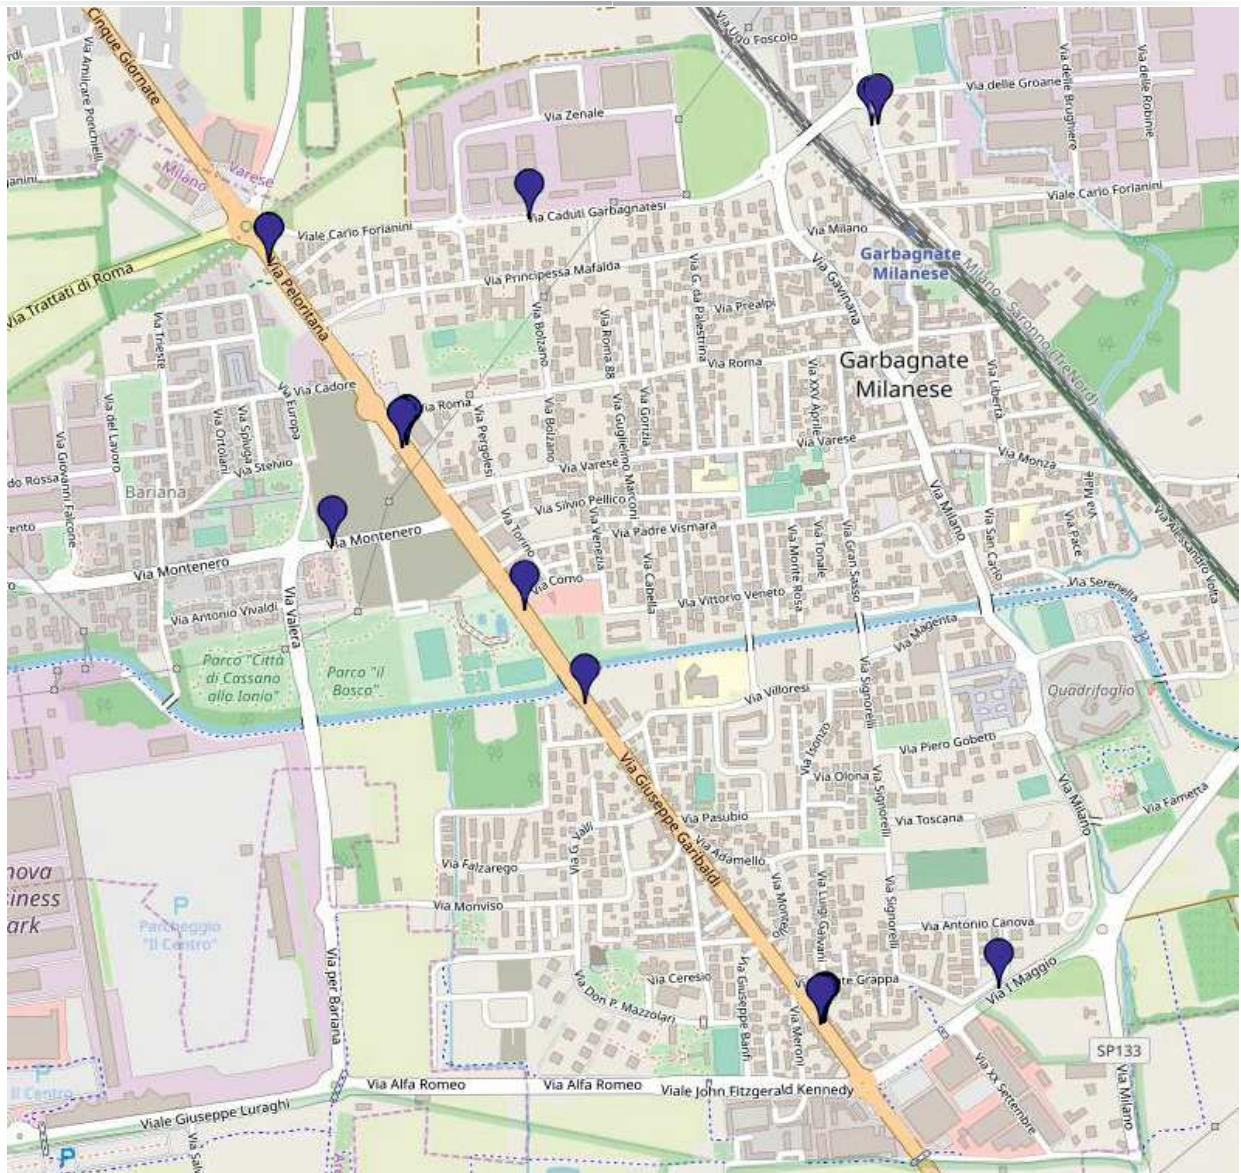 Cinque Giornate
Via Amilcare Ponchielli
Via Ugo Foscolo
Via delle Groane
Via delle Brughiere
Via delle Robinie
Via Zenale
Varese
Milano
Via Caduti Garbagnatesi
Viale Carlo Forlanini
Viale Carlo Forlanini
Via Milano
Garbagnate
Milanese
Via Principessa Mafalda
Via Trattati di Roma
Via Peloritana
Via Gavinana
Milano - Saronno (TreNord)
Via G. da Palestrina
Via Prealpi
Via Trieste
Via Bolzano
Via Roma 88
Via Roma
Garbagnate
Milanese
Via Cadore
Via Europa
Via Roma
Via XXV Aprile
Via Liberta
Via del Lavoro
Via Ortolani
Via Spluga
Via Pergolesi
Via Bolzano
Via Guglielmo Marconi
Via Gorizia
Via Varese
Via Giovanni Falcone
Via Stelvio
Via Varese
Via Monza
do Rossa
Bariana
Via Silvio Pellico
Via Milano
Via Male
Via Montenero
Via Torino
Via Venezia
Via Padre Vismara
Via Monte Rosa
Via Tonale
Via Gran Sasso
Via San Carlo
Via Pace
Via Alessandro Volta
Via Montenero
Via Como
Via Cabella
Via Vittorio Veneto
Via Serenella
Via Antonio Vivaldi
Via Valera
Via Magenta
Parco "Città
di Cassano
allo Ionio"
Parco "il
Bosco"
Via Villoresi
Via Signorelli
Quadrifoglio
Via Isonzo
Via Piero Gobetti
Via Giuseppe Garibaldi
Via Olona
Via Signorelli
Via Milano
Via Fametta
Via G. Valli
Via Pasubio
Via Toscana
Via Adamello
Via Falzarego
nova
siness
ark
Via Monviso
Via Luigi Galvani
Via Signorelli
Via Antonio Canova
P
Parcheggio
"Il Centro"
Via per Bariana
Via Ceresio
Via Don P. Mazzolari
Via Giuseppe Banfi
Via Meroni
Grappa
Via I Maggio
SP133
Via XX Settembre
Via Milano
P
Il Centro
Via Alfa Romeo
Via Alfa Romeo
Viale John Fitzgerald Kennedy
Viale Giuseppe Luraghi
P